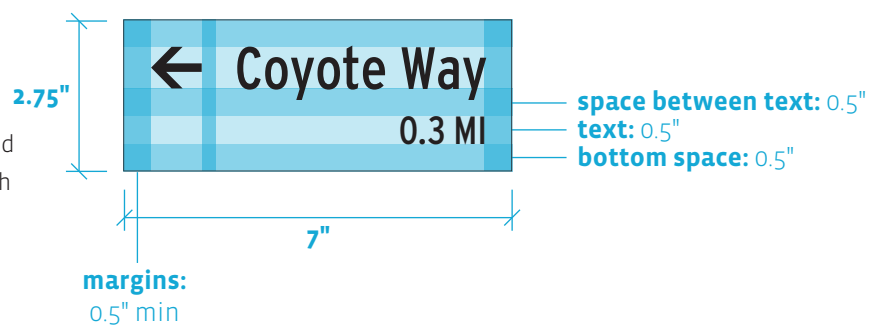 ← Coyote Way
2.75"
space between text: 0.5"
0.3 MI
text: 0.5"
d
bottom space: 0.5"
h
7"
margins:
0.5" min